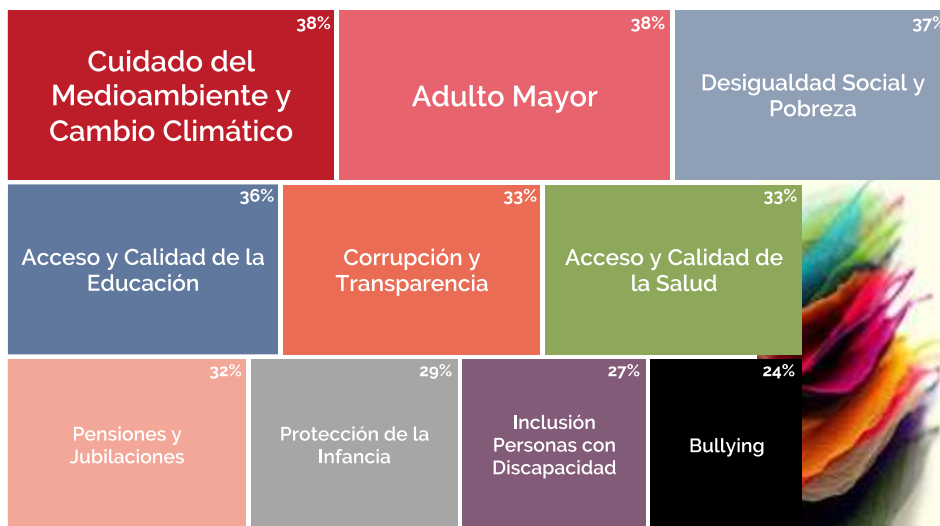 38%
Cuidado del
Medioambiente y
Cambio Climático
38%
Adulto Mayor
37%
Desigualdad Social y
Pobreza
36%
Acceso y Calidad de la
Educación
33%
Corrupción y
Transparencia
33%
Acceso y Calidad de
la Salud
32%
Pensiones y
Jubilaciones
29%
Protección de la
Infancia
27%
Inclusión
Personas con
Discapacidad
24%
Bullying